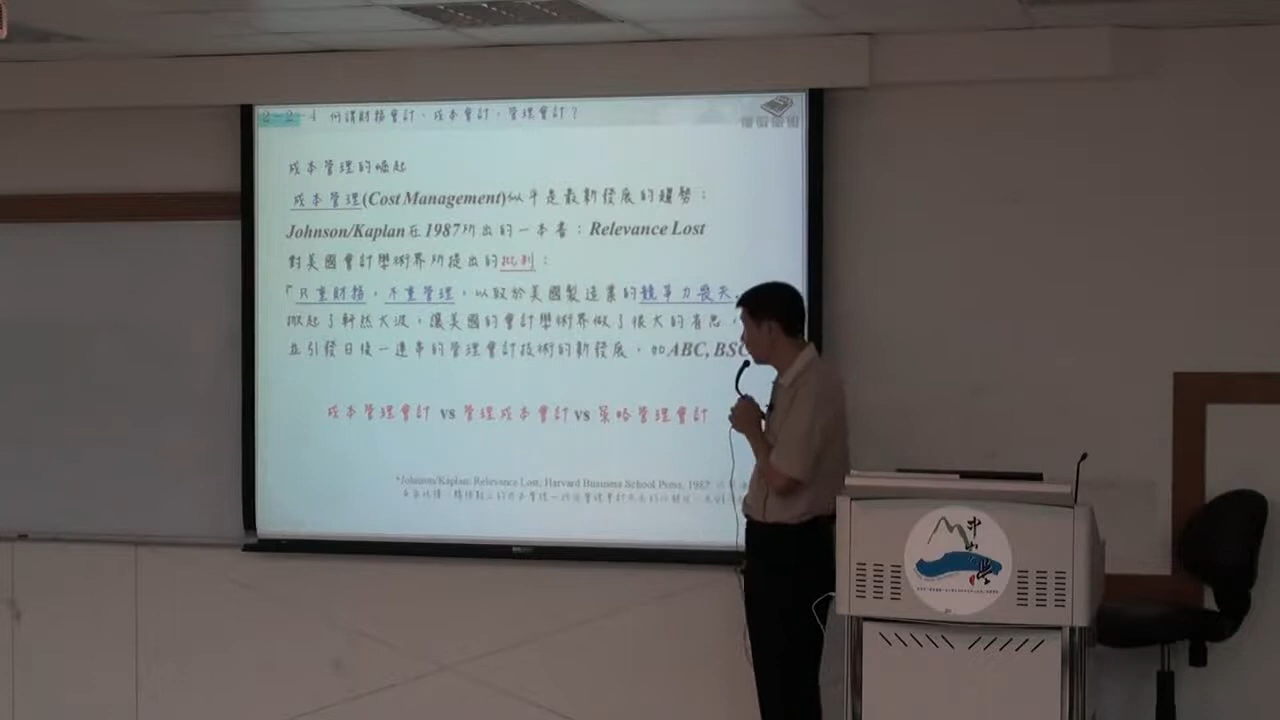 2-2-4 何謂財務會計、成本會計、管理會計?
成本管理的崛起
成本管理(Cost Management)似乎是最新發展的趨勢:
Johnson/Kaplan在1987所出的一本書:Relevance Lost
對美國會計學術界所提出的批判:
『只重財務,不重管理,以致於美國製造業的競爭力喪失
掀起了軒然大波,讓美國的會計學術界做了很大的省思,
並引發日後一連串的管理會計技術的新發展,如ABC, BSC
成本管理會計 vs 管理成本會計 vs 策略管理會計
*Johnson/Kaplan: Relevance Lost, Harvard Business School Press, 1987
中山大學